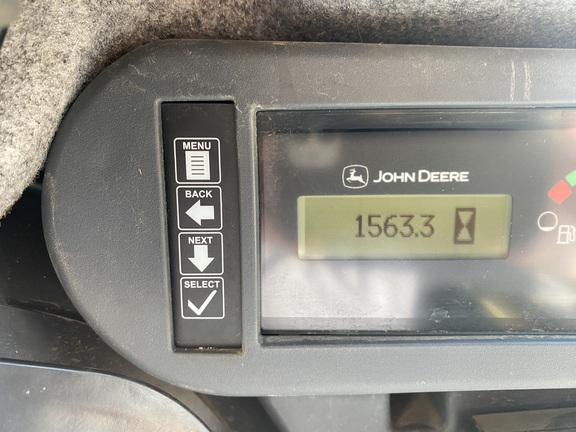 MENU
BACK
NEXT
SELECT
JOHN DEERE
1563.3